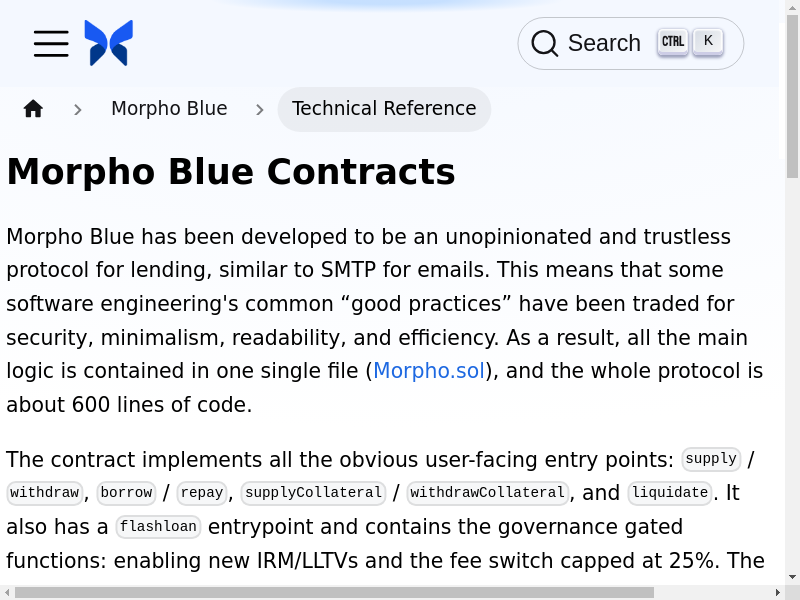 Search CTRL K
Morpho Blue Technical Reference
Morpho Blue Contracts
Morpho Blue has been developed to be an unopinionated and trustless
protocol for lending, similar to SMTP for emails. This means that some
software engineering's common “good practices” have been traded for
security, minimalism, readability, and efficiency. As a result, all the main
logic is contained in one single file (Morpho.sol), and the whole protocol is
about 600 lines of code.
The contract implements all the obvious user-facing entry points: supply /
withdraw, borrow / repay, supplyCollateral / withdrawCollateral, and liquidate. It
also has a flashloan entrypoint and contains the governance gated
functions: enabling new IRM/LLTVs and the fee switch capped at 25%. The